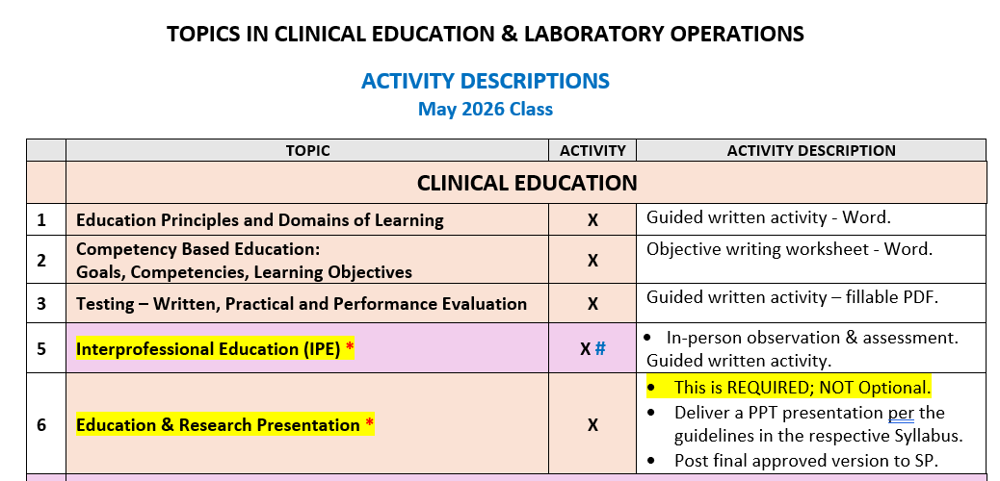 TOPICS IN CLINICAL EDUCATION & LABORATORY OPERATIONS
ACTIVITY DESCRIPTIONS
May 2026 Class
TOPIC ACTIVITY ACTIVITY DESCRIPTION
CLINICAL EDUCATION
1 Education Principles and Domains of Learning X Guided written activity - Word.
2 Competency Based Education:
Goals, Competencies, Learning Objectives X Objective writing worksheet - Word.
3 Testing – Written, Practical and Performance Evaluation X Guided written activity – fillable PDF.
5 Interprofessional Education (IPE) * X # • In-person observation & assessment.
Guided written activity.
6 Education & Research Presentation * X • This is REQUIRED; NOT Optional.
• Deliver a PPT presentation per the
guidelines in the respective Syllabus.
• Post final approved version to SP.